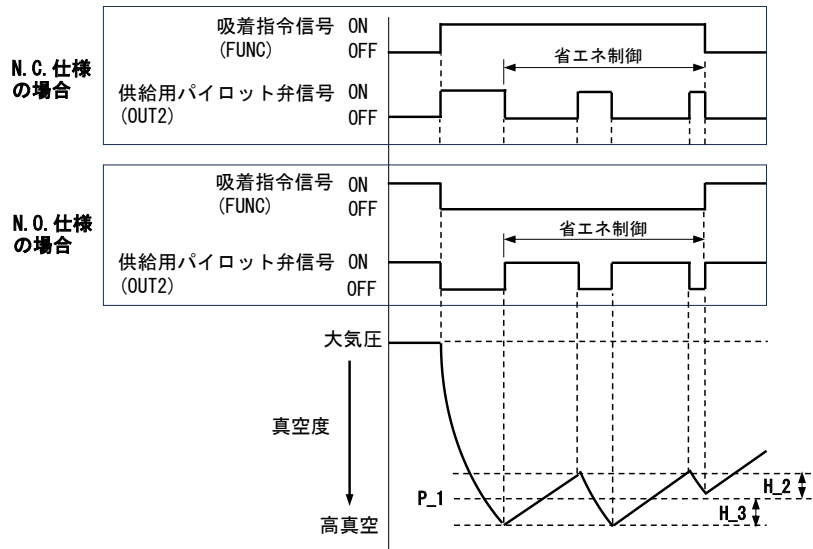 N.C.仕様
の場合
吸着指令信号 ON
(FUNC) OFF
省エネ制御
供給用パイロット弁信号 ON
(OUT2) OFF
N.O.仕様
の場合
吸着指令信号 ON
(FUNC) OFF
省エネ制御
供給用パイロット弁信号 ON
(OUT2) OFF
大気圧
真空度
P_1
高真空
H_2
H_3